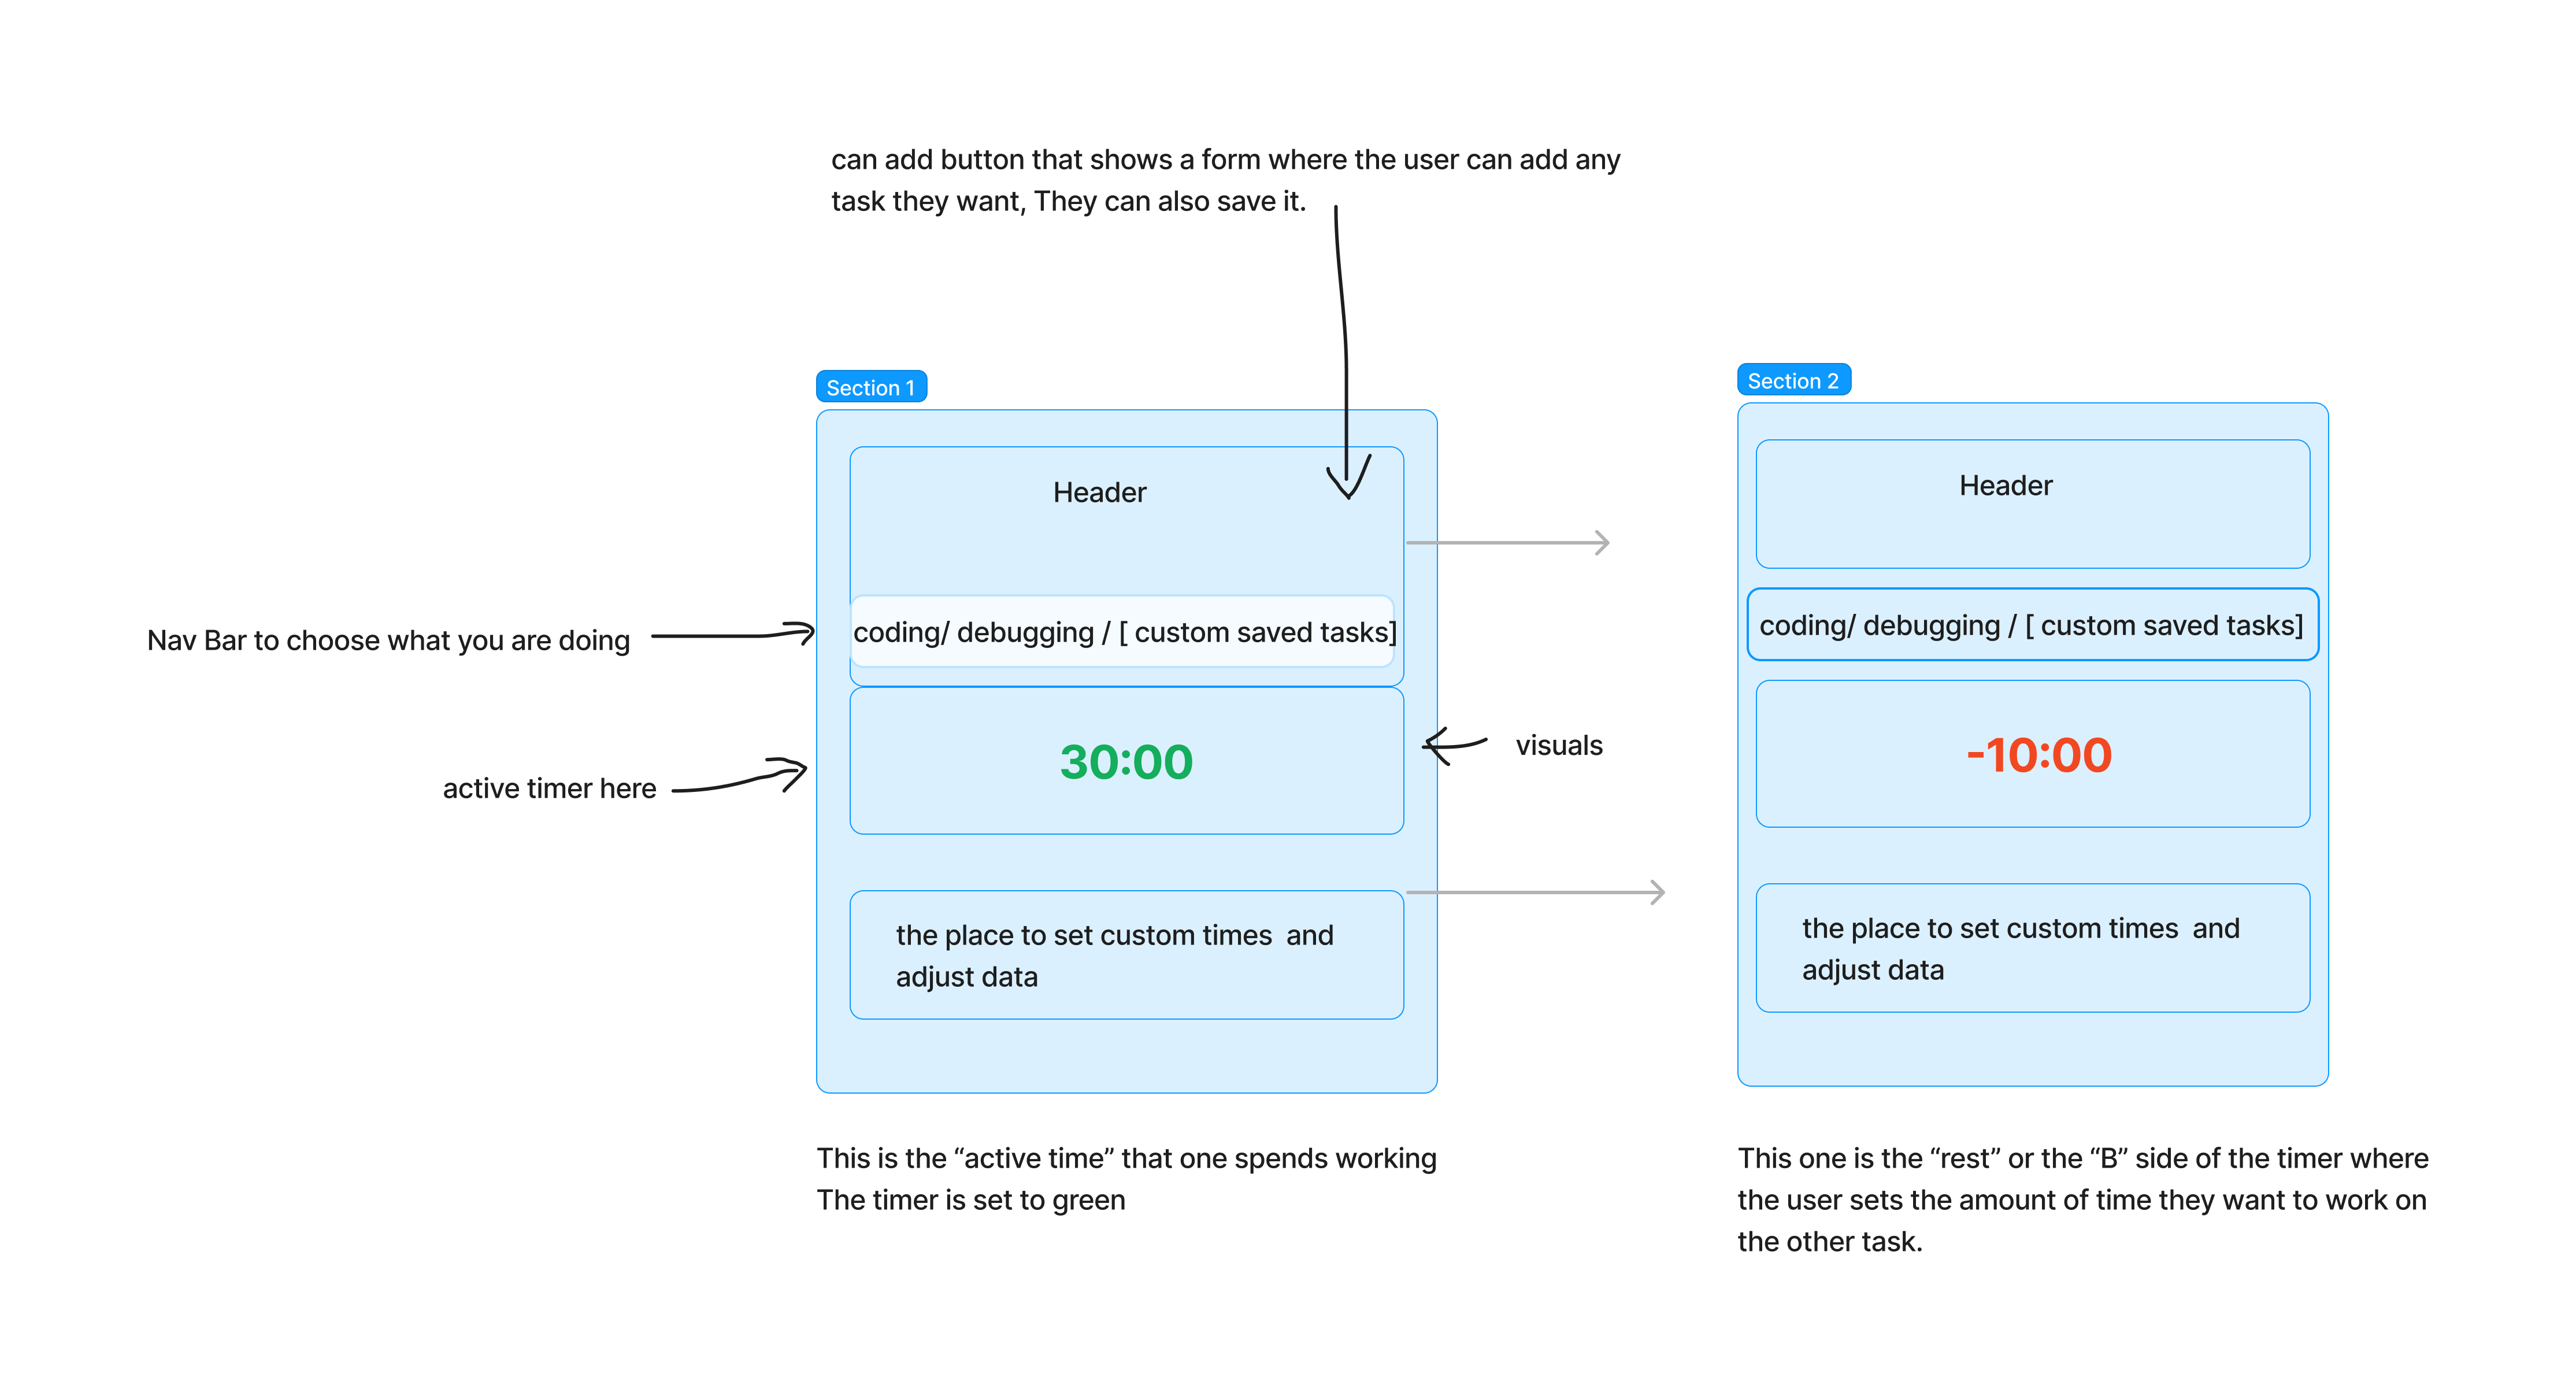 can add button that shows a form where the user can add any
task they want, They can also save it.
Section 1
Header
Nav Bar to choose what you are doing
coding/ debugging / [ custom saved tasks]
active timer here
30:00
visuals
the place to set custom times  and
adjust data
This is the “active time” that one spends working
The timer is set to green
Section 2
Header
coding/ debugging / [ custom saved tasks]
-10:00
the place to set custom times  and
adjust data
This one is the “rest” or the “B” side of the timer where
the user sets the amount of time they want to work on
the other task.